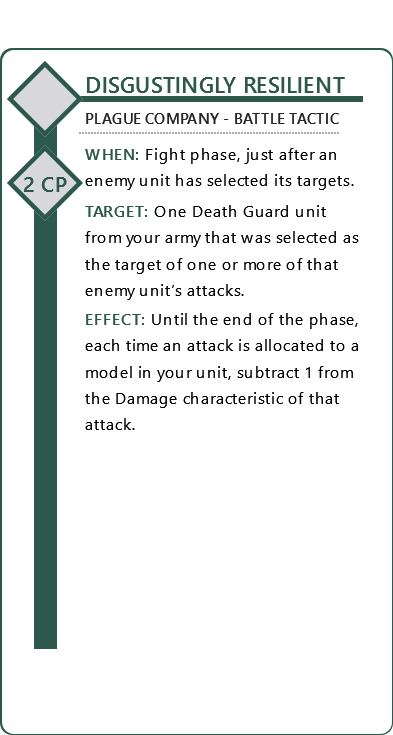 DISGUSTINGLY RESILIENT
PLAGUE COMPANY - BATTLE TACTIC
2 CP
WHEN: Fight phase, just after an
enemy unit has selected its targets.
TARGET: One Death Guard unit
from your army that was selected as
the target of one or more of that
enemy unit's attacks.
EFFECT: Until the end of the phase,
each time an attack is allocated to a
model in your unit, subtract 1 from
the Damage characteristic of that
attack.